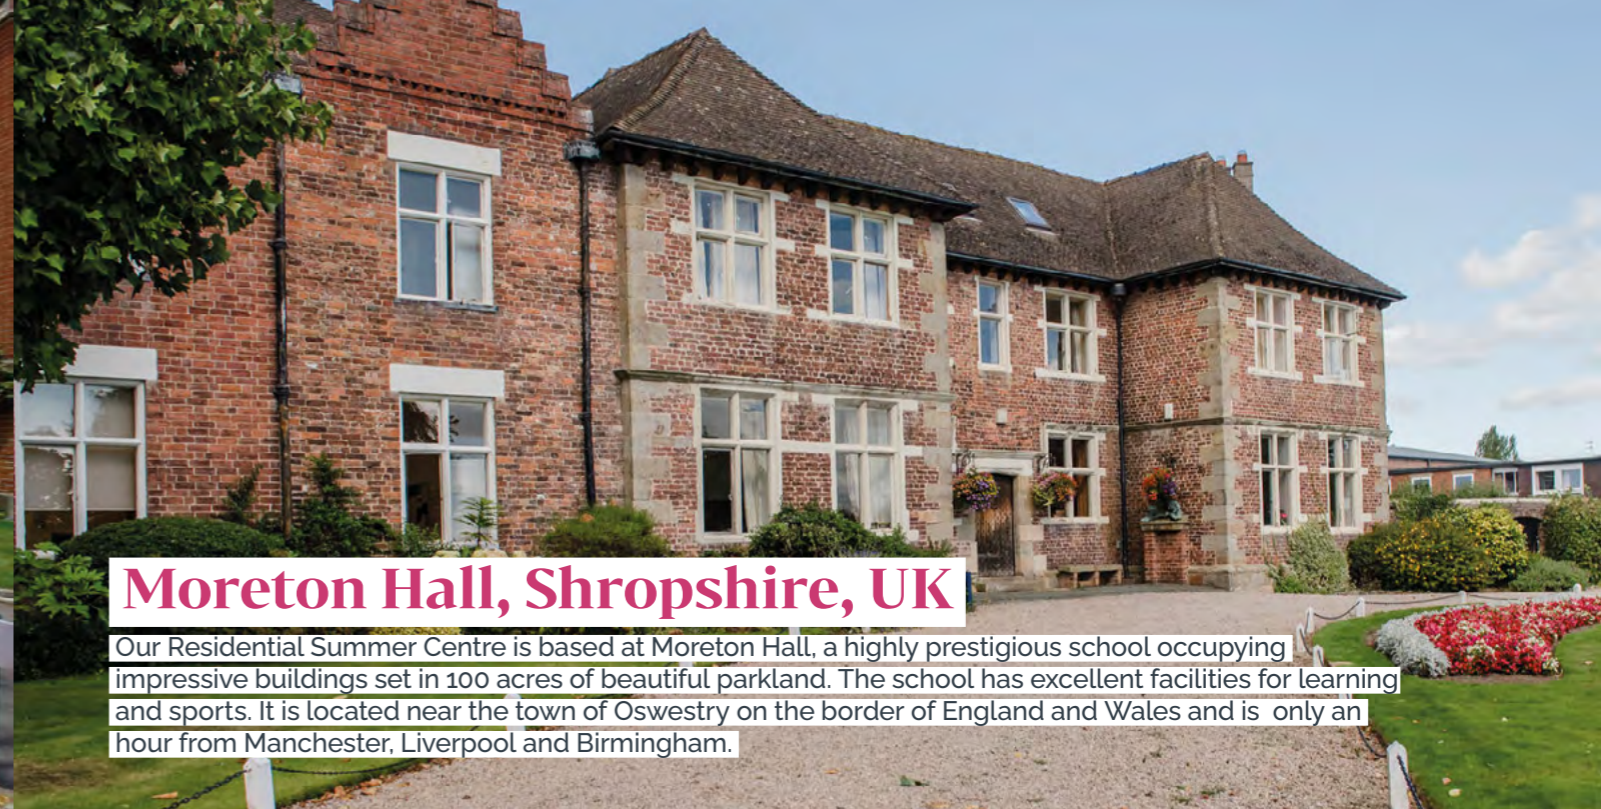 Moreton Hall, Shropshire, UK
Our Residential Summer Centre is based at Moreton Hall, a highly prestigious school occupying
impressive buildings set in 100 acres of beautiful parkland. The school has excellent facilities for learning
and sports. It is located near the town of Oswestry on the border of England and Wales and is  only an
hour from Manchester, Liverpool and Birmingham.